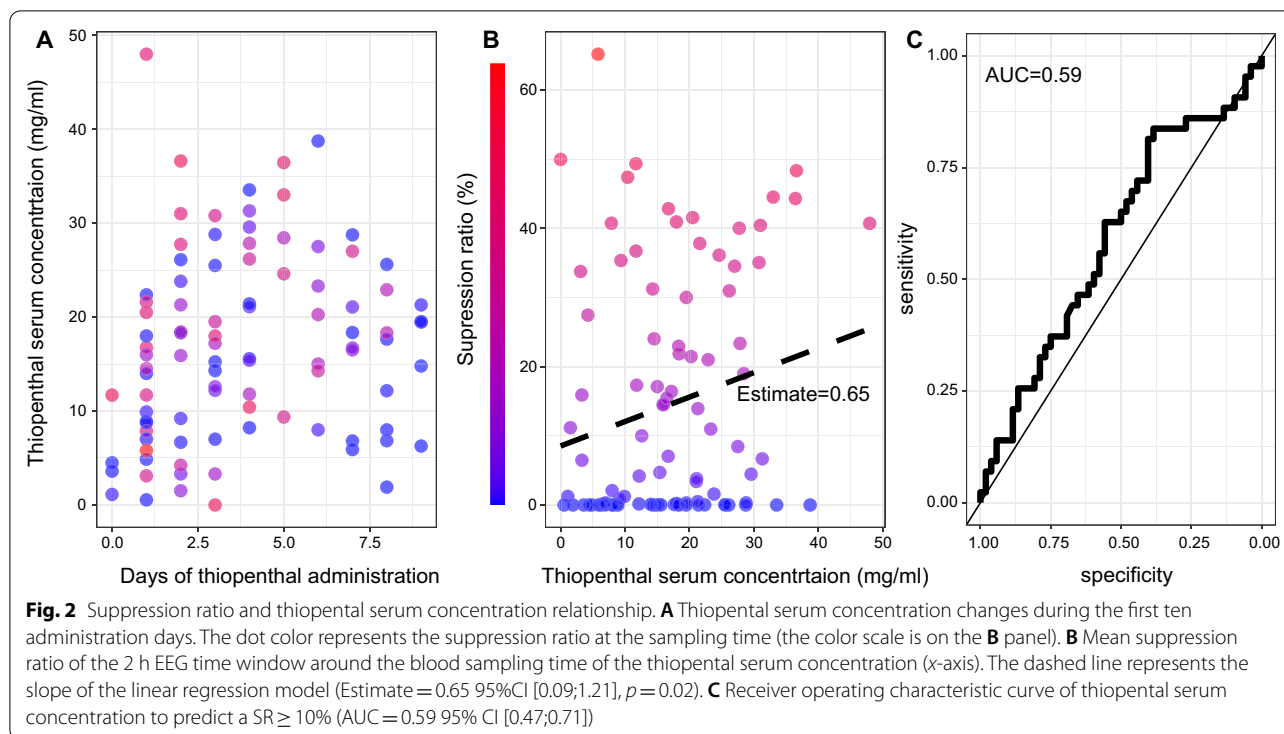 A
B
C
Thiopenthal serum concentrtaion (mg/ml)
50
40
30
20
10
0
0.0 2.5 5.0 7.5
Days of thiopenthal administration
Supression ratio (%)
60
40
20
0
Estimate=0.65
0 10 20 30 40 50
Thiopenthal serum concentrtaion (mg/ml)
AUC=0.59
sensitivity
1.00
0.75
0.50
0.25
0.00
1.00 0.75 0.50 0.25 0.00
specificity
Fig. 2 Suppression ratio and thiopental serum concentration relationship. A Thiopental serum concentration changes during the first ten
administration days. The dot color represents the suppression ratio at the sampling time (the color scale is on the B panel). B Mean suppression
ratio of the 2 h EEG time window around the blood sampling time of the thiopental serum concentration (x-axis). The dashed line represents the
slope of the linear regression model (Estimate = 0.65 95%CI [0.09;1.21], p = 0.02). C Receiver operating characteristic curve of thiopental serum
concentration to predict a SR ≥ 10% (AUC = 0.59 95% CI [0.47;0.71])